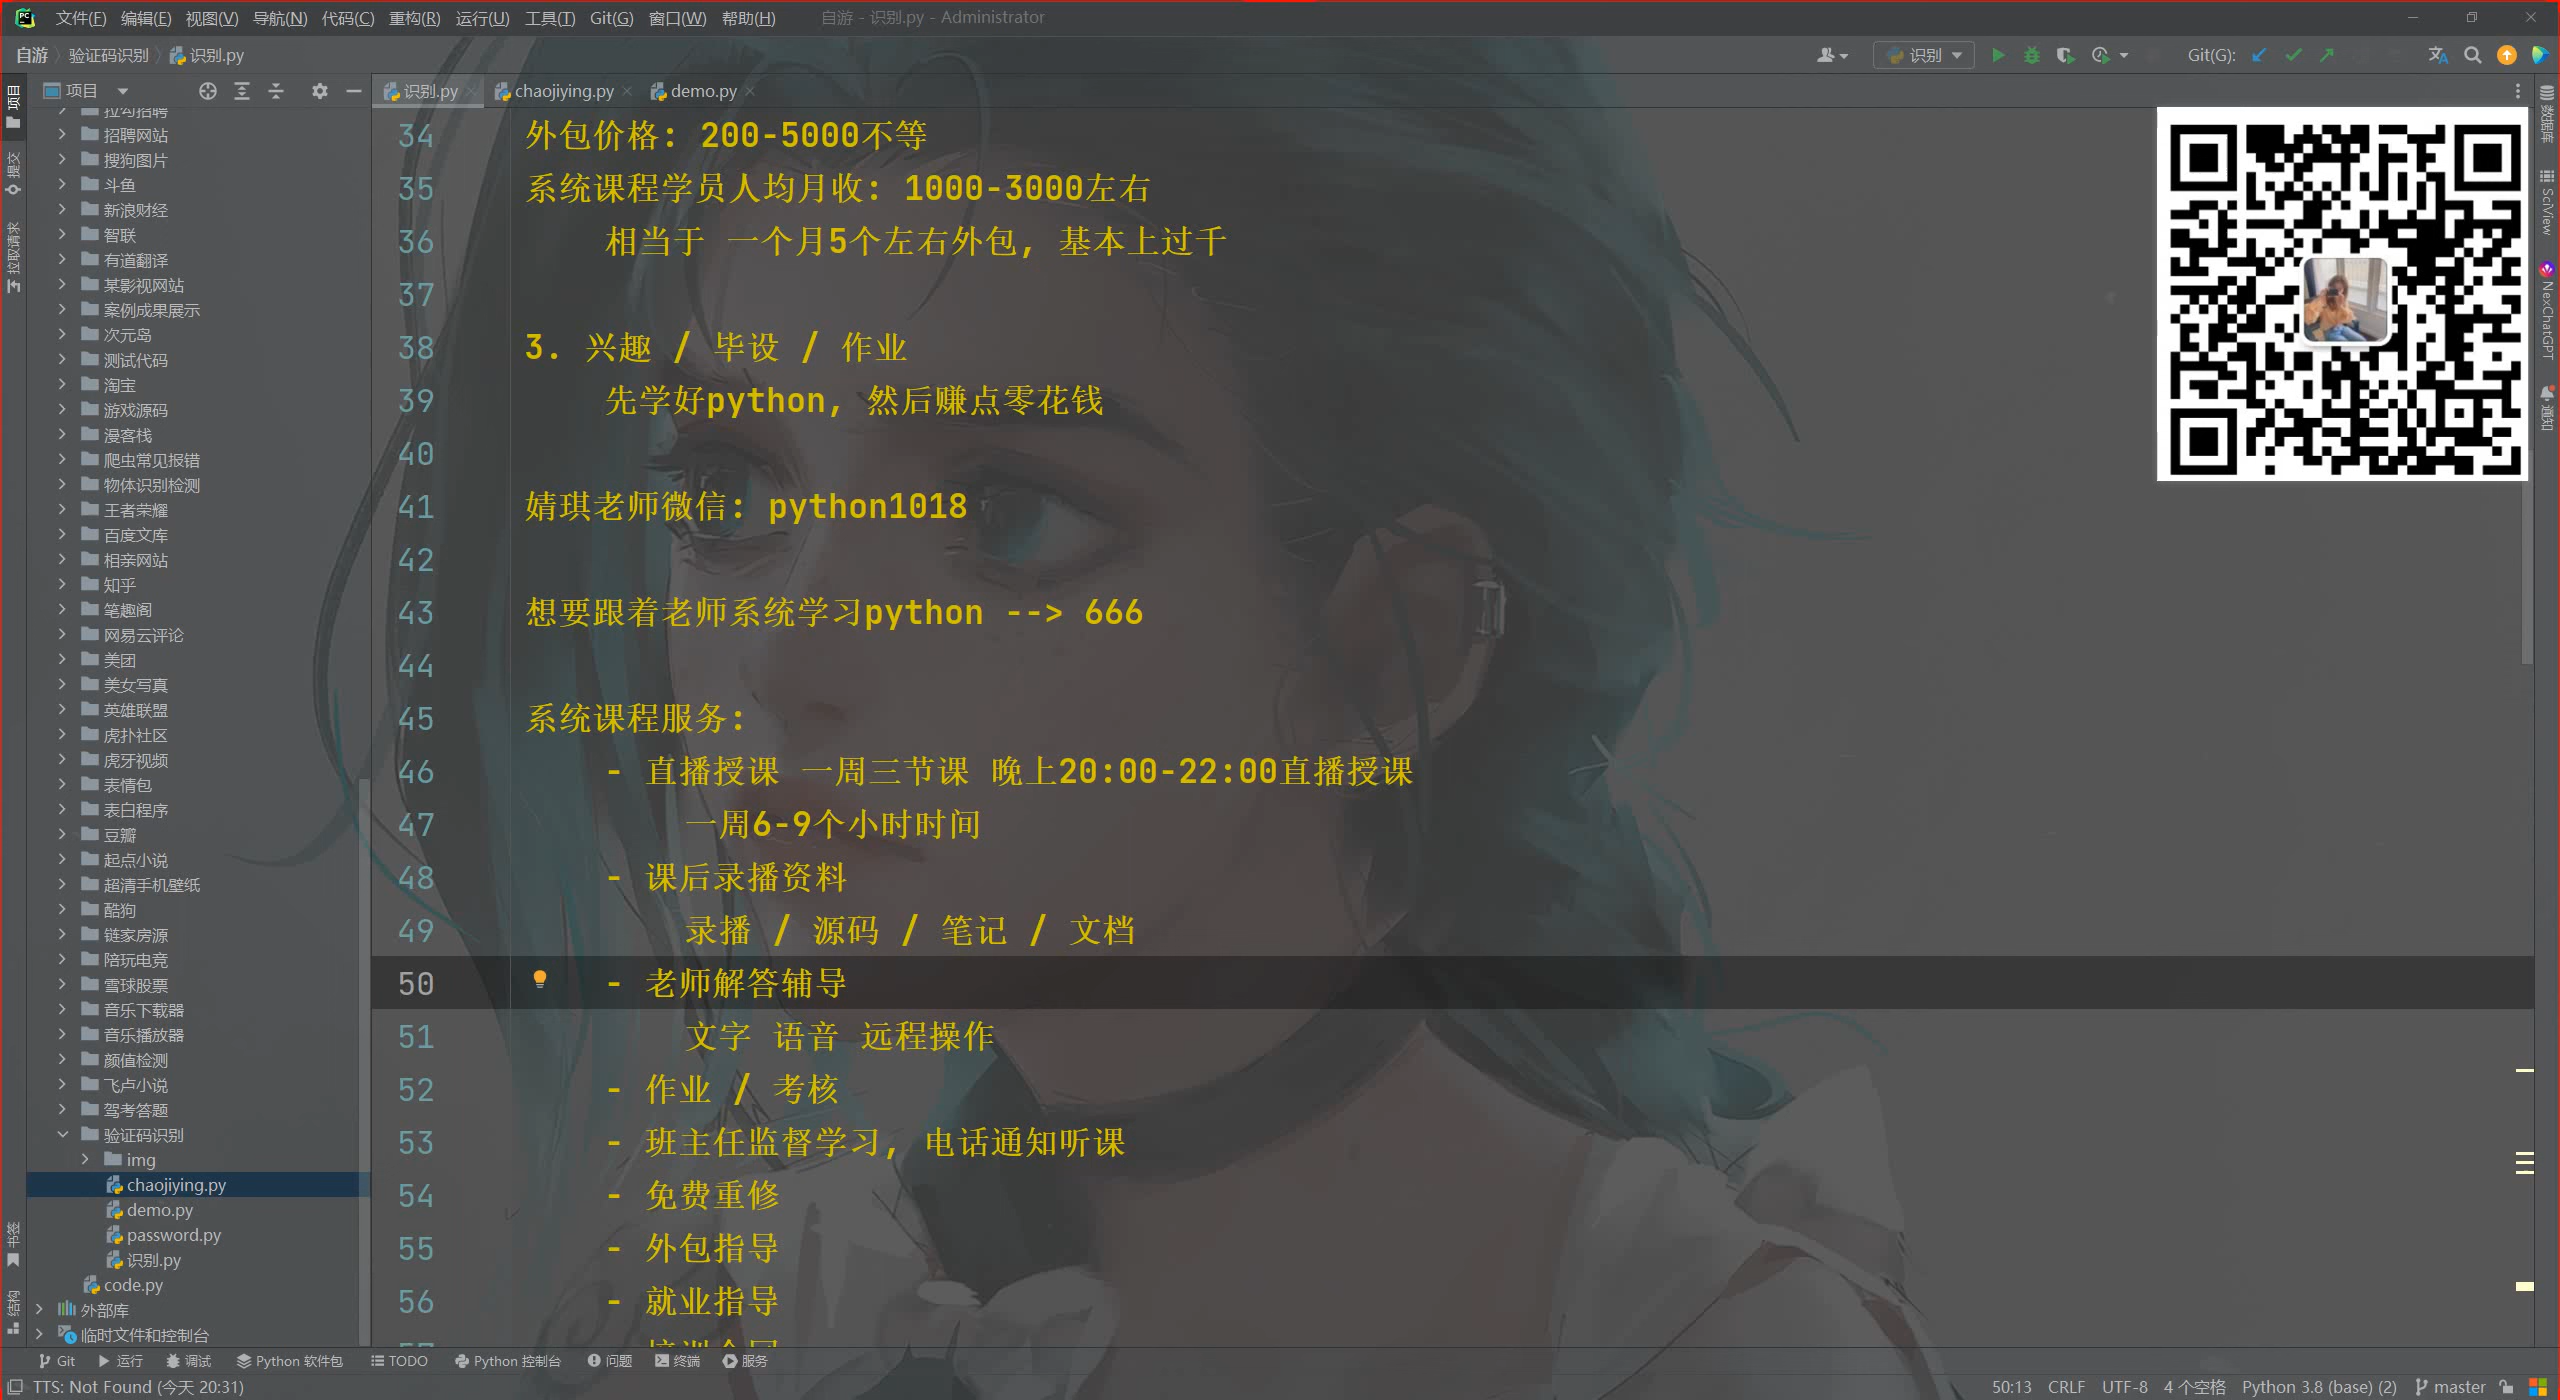 文件(F) 编辑(E) 视图(V) 导航(N) 代码(C) 重构(R) 运行(U) 工具(T) Git(G) 窗口(W) 帮助(H) 自游 - 识别.py - Administrator
自游 验证码识别 识别.py 识别 Git(G):
项目 识别.py chaojiying.py demo.py
拉勾招聘
招聘网站
搜狗图片
斗鱼
新浪财经
智联
有道翻译
某影视网站
案例成果展示
次元岛
测试代码
淘宝
游戏源码
漫客栈
爬虫常见报错
物体识别检测
王者荣耀
百度文库
相亲网站
知乎
笔趣阁
网易云评论
美团
美女写真
英雄联盟
虎扑社区
虎牙视频
表情包
表白程序
豆瓣
起点小说
超清手机壁纸
酷狗
链家房源
陪玩电竞
雪球股票
音乐下载器
音乐播放器
颜值检测
飞卢小说
驾考答题
验证码识别
img
chaojiying.py
demo.py
password.py
识别.py
code.py
外部库
临时文件和控制台
34 外包价格: 200-5000不等
35 系统课程学员人均月收: 1000-3000左右
36 相当于 一个月5个左右外包, 基本上过千
37
38 3. 兴趣 / 毕设 / 作业
39 先学好python, 然后赚点零花钱
40
41 婧琪老师微信: python1018
42
43 想要跟着老师系统学习python --> 666
44
45 系统课程服务:
46 - 直播授课 一周三节课 晚上20:00-22:00直播授课
47 一周6-9个小时时间
48 - 课后录播资料
49 录播 / 源码 / 笔记 / 文档
50 - 老师解答辅导
51 文字 语音 远程操作
52 - 作业 / 考核
53 - 班主任监督学习, 电话通知听课
54 - 免费重修
55 - 外包指导
56 - 就业指导
项目
提交
拉取请求
书签
结构
数据库
SciView
NexChatGPT
通知
Git 运行 调试 Python 软件包 TODO Python 控制台 问题 终端 服务
TTS: Not Found (今天 20:31) 50:13 CRLF UTF-8 4 个空格 Python 3.8 (base) (2) master